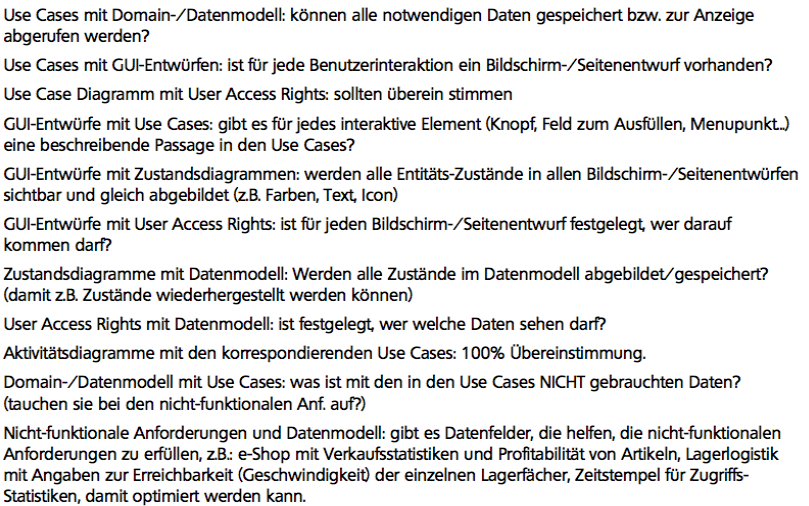 Use Cases mit Domain-/Datenmodell: können alle notwendigen Daten gespeichert bzw. zur Anzeige
abgerufen werden?
Use Cases mit GUI-Entwürfen: ist für jede Benutzerinteraktion ein Bildschirm-/Seitenentwurf vorhanden?
Use Case Diagramm mit User Access Rights: sollten überein stimmen
GUI-Entwürfe mit Use Cases: gibt es für jedes interaktive Element (Knopf, Feld zum Ausfüllen, Menupunkt...)
eine beschreibende Passage in den Use Cases?
GUI-Entwürfe mit Zustandsdiagrammen: werden alle Entitäts-Zustände in allen Bildschirm-/Seitenentwürfen
sichtbar und gleich abgebildet (z.B. Farben, Text, Icon)
GUI-Entwürfe mit User Access Rights: ist für jeden Bildschirm-/Seitenentwurf festgelegt, wer darauf
kommen darf?
Zustandsdiagramme mit Datenmodell: Werden alle Zustände im Datenmodell abgebildet/gespeichert?
(damit z.B. Zustände wiederhergestellt werden können)
User Access Rights mit Datenmodell: ist festgelegt, wer welche Daten sehen darf?
Aktivitätsdiagramme mit den korrespondierenden Use Cases: 100% Übereinstimmung.
Domain-/Datenmodell mit Use Cases: was ist mit den in den Use Cases NICHT gebrauchten Daten?
(tauchen sie bei den nicht-funktionalen Anf. auf?)
Nicht-funktionale Anforderungen und Datenmodell: gibt es Datenfelder, die helfen, die nicht-funktionalen
Anforderungen zu erfüllen, z.B.: e-Shop mit Verkaufsstatistiken und Profitabilität von Artikeln, Lagerlogistik
mit Angaben zur Erreichbarkeit (Geschwindigkeit) der einzelnen Lagerfächer, Zeitstempel für Zugriffs-
Statistiken, damit optimiert werden kann.